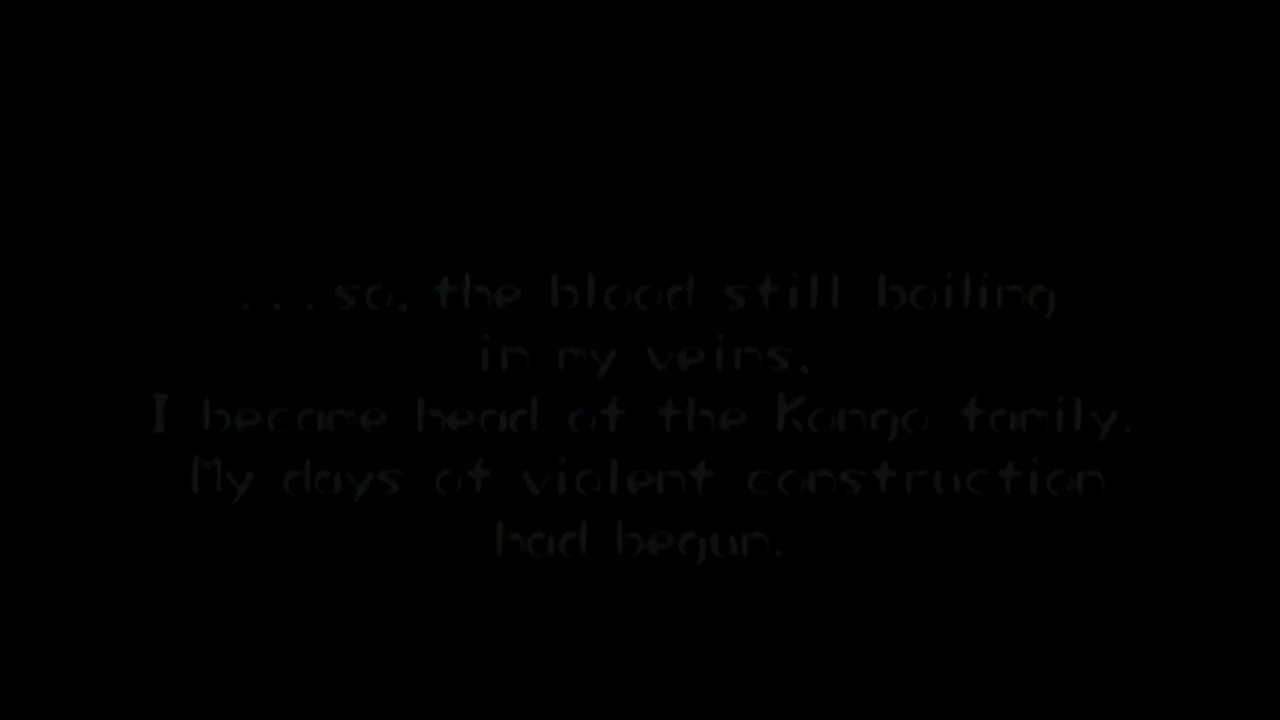 ...so, the blood still boiling
in my veins,
I became head of the Kongo family.
My days of violent construction
had begun.